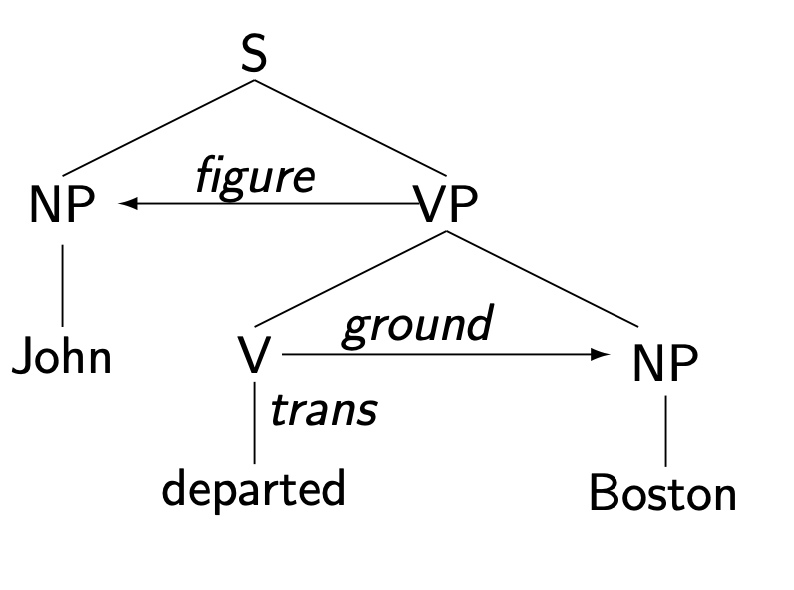 S
figure
NP VP
ground
John V NP
trans
departed Boston